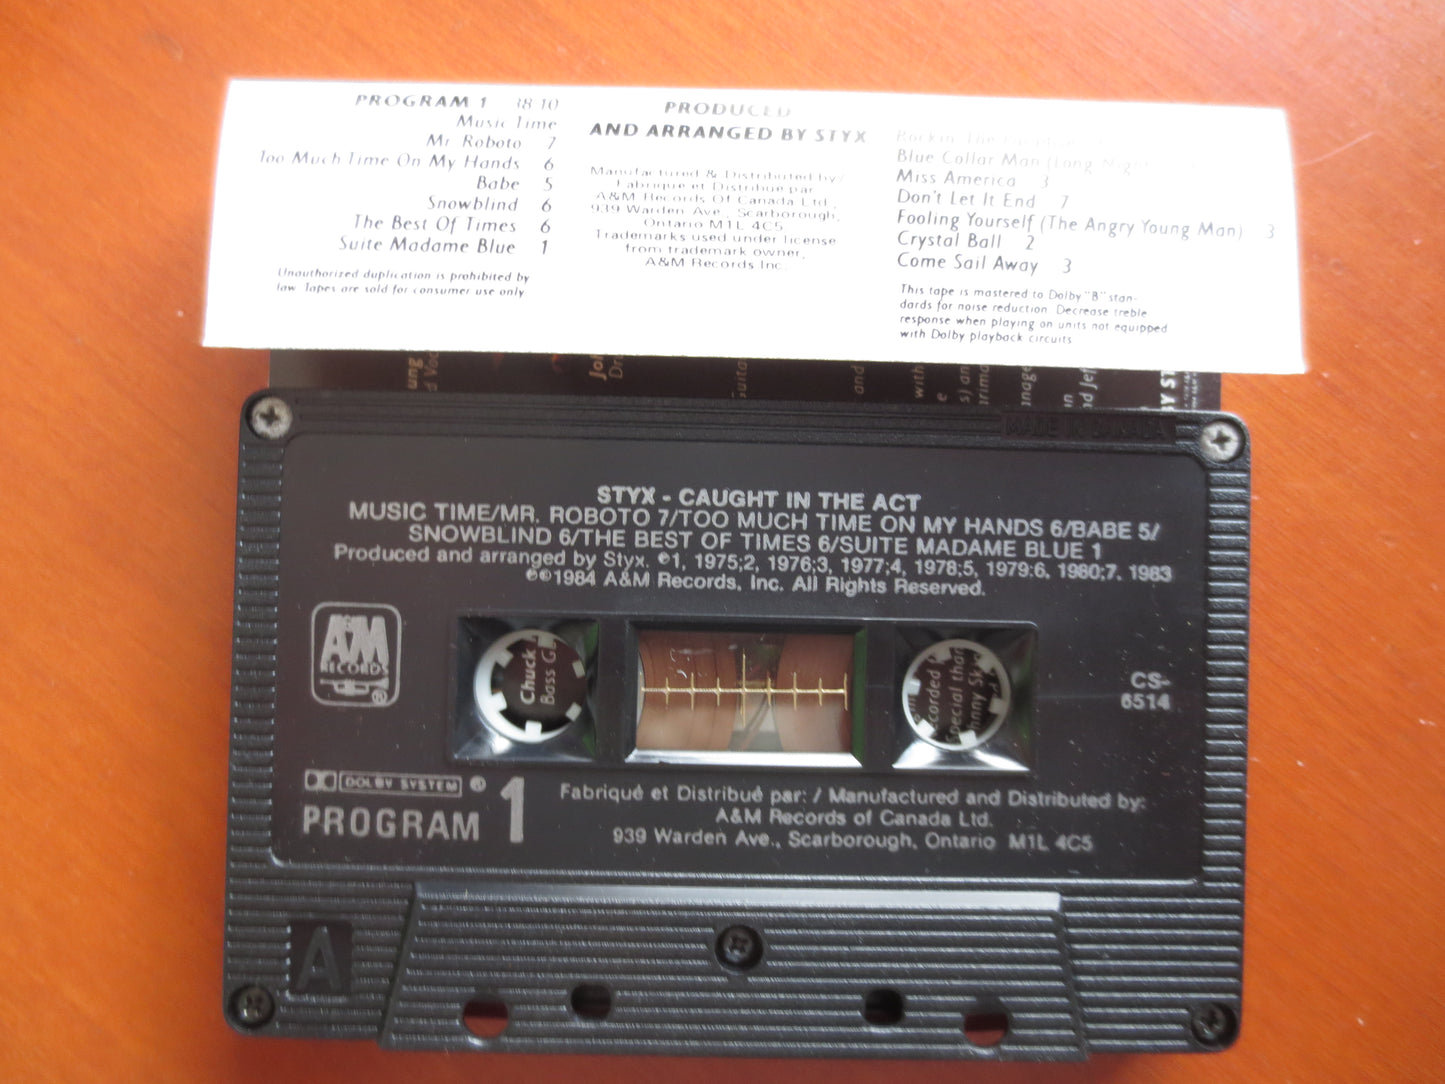 PROGRAM 1 38:10
Music Time
Mr Roboto 7
Too Much Time On My Hands 6
Babe 5
Snowblind 6
The Best Of Times 6
Suite Madame Blue 1
Unauthorized duplication is prohibited by
law. Tapes are sold for consumer use only
PRODUCED
AND ARRANGED BY STYX
Manufactured & Distributed by/
Fabrique et Distribue par
A&M Records Of Canada Ltd.,
939 Warden Ave., Scarborough,
Ontario M1L 4C5.
Trademarks used under license
from trademark owner,
A&M Records Inc.
Rockin' The
Blue Collar Man (Long
Miss America 3
Don't Let It End 7
Fooling Yourself (The Angry Young Man) 3
Crystal Ball 2
Come Sail Away 3
This tape is mastered to Dolby "B" stan-
dards for noise reduction. Decrease treble
response when playing on units not equipped
with Dolby playback circuits
MADE IN CANADA
STYX - CAUGHT IN THE ACT
MUSIC TIME/MR. ROBOTO 7/TOO MUCH TIME ON MY HANDS 6/BABE 5/
SNOWBLIND 6/THE BEST OF TIMES 6/SUITE MADAME BLUE 1
Produced and arranged by Styx. ℗1, 1975;2, 1976;3, 1977;4, 1978;5, 1979:6, 1980;7, 1983
℗©1984 A&M Records, Inc. All Rights Reserved.
A&M
RECORDS
®
Chuck
Bass G
CS-
6514
DOLBY SYSTEM ®
PROGRAM 1
Fabriqué et Distribué par: / Manufactured and Distributed by:
A&M Records of Canada Ltd.
939 Warden Ave., Scarborough, Ontario M1L 4C5
A